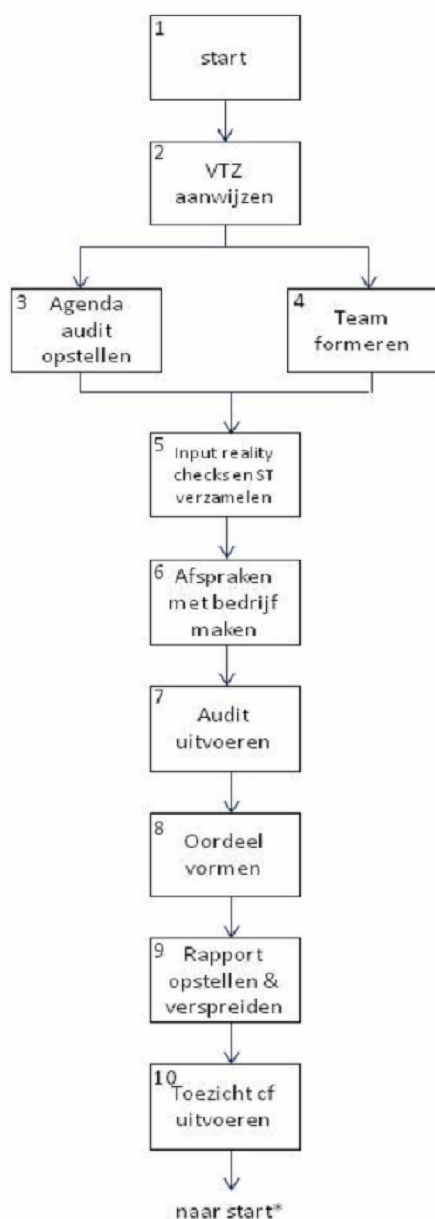 1
start
2
VTZ
aanwijzen
3
Agenda
audit
opstellen
4
Team
formeren
5
Input reality
checks en ST
verzamelen
6
Afspraken
met bedrijf
maken
7
Audit
uitvoeren
8
Oordeel
vormen
9
Rapport
opstellen &
verspreiden
10
Toezicht cf
uitvoeren
naar start*